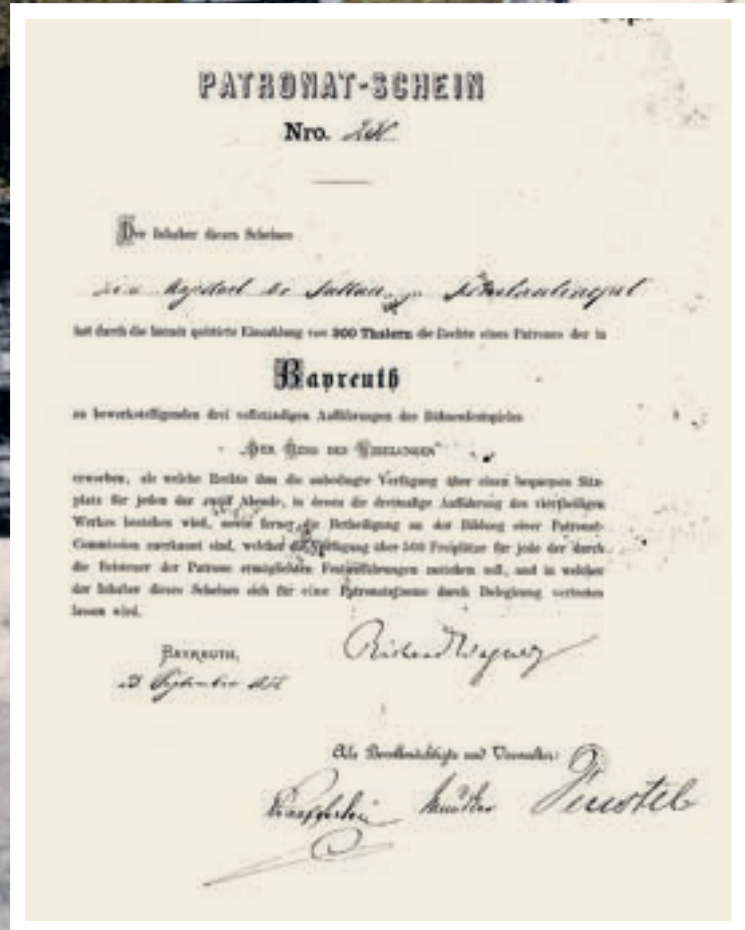 PATRONAT-SCHEIN
Nro.
Der Inhaber dieses Scheines
Sultan Constantinopel
hat durch die hiermit quittirte Einzahlung von 300 Thalern die Rechte eines Patrones der in
Bayreuth
zu bewerkstelligenden drei vollständigen Aufführungen des Bühnenfestspieles
„DER RING DES NIBELUNGEN“
erworben, als welche Rechte ihm die unbedingte Verfügung über einen bequemen Sitz-
platz für jeden der zwölf Abende, in denen die dreimalige Aufführung des viertheiligen
Werkes bestehen wird, sowie ferner die Betheiligung an der Bildung einer Patronat-
Commission zuerkannt sind, welcher die Verfügung über 500 Freiplätze für jede der durch
die Beisteuer der Patrone ermöglichten Festaufführungen zustehen soll, und in welcher
der Inhaber dieses Scheines sich für eine Patronatsstimme durch Delegirung vertreten
lassen wird.
BAYREUTH,
September
Richard Wagner
Als Bevollmächtigte und Verwalter:
Feustel